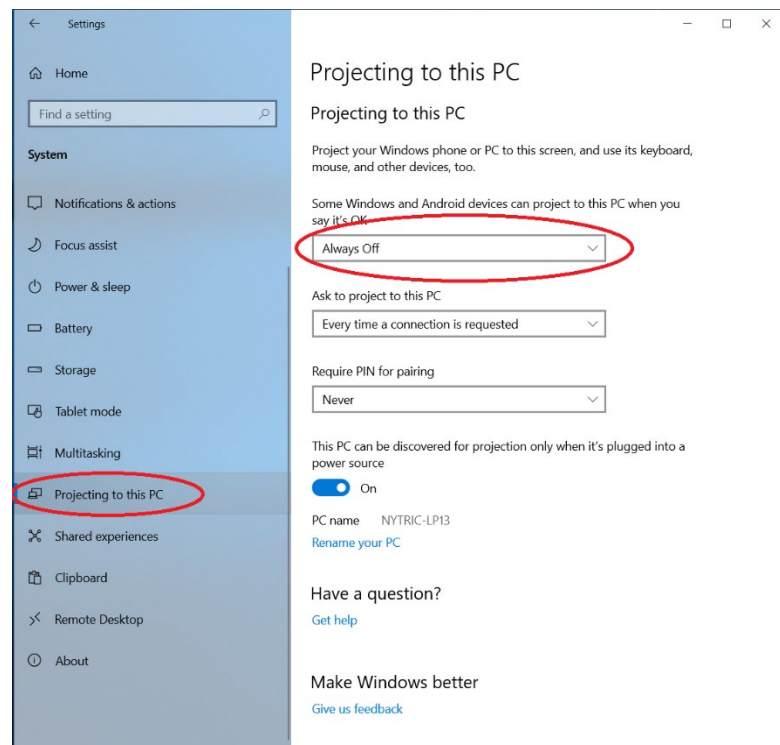 Settings
Home
Find a setting
System
Notifications & actions
Focus assist
Power & sleep
Battery
Storage
Tablet mode
Multitasking
Projecting to this PC
Shared experiences
Clipboard
Remote Desktop
About
Projecting to this PC
Projecting to this PC
Project your Windows phone or PC to this screen, and use its keyboard,
mouse, and other devices, too.
Some Windows and Android devices can project to this PC when you
say it's OK
Always Off
Ask to project to this PC
Every time a connection is requested
Require PIN for pairing
Never
This PC can be discovered for projection only when it's plugged into a
power source
On
PC name NYTRIC-LP13
Rename your PC
Have a question?
Get help
Make Windows better
Give us feedback